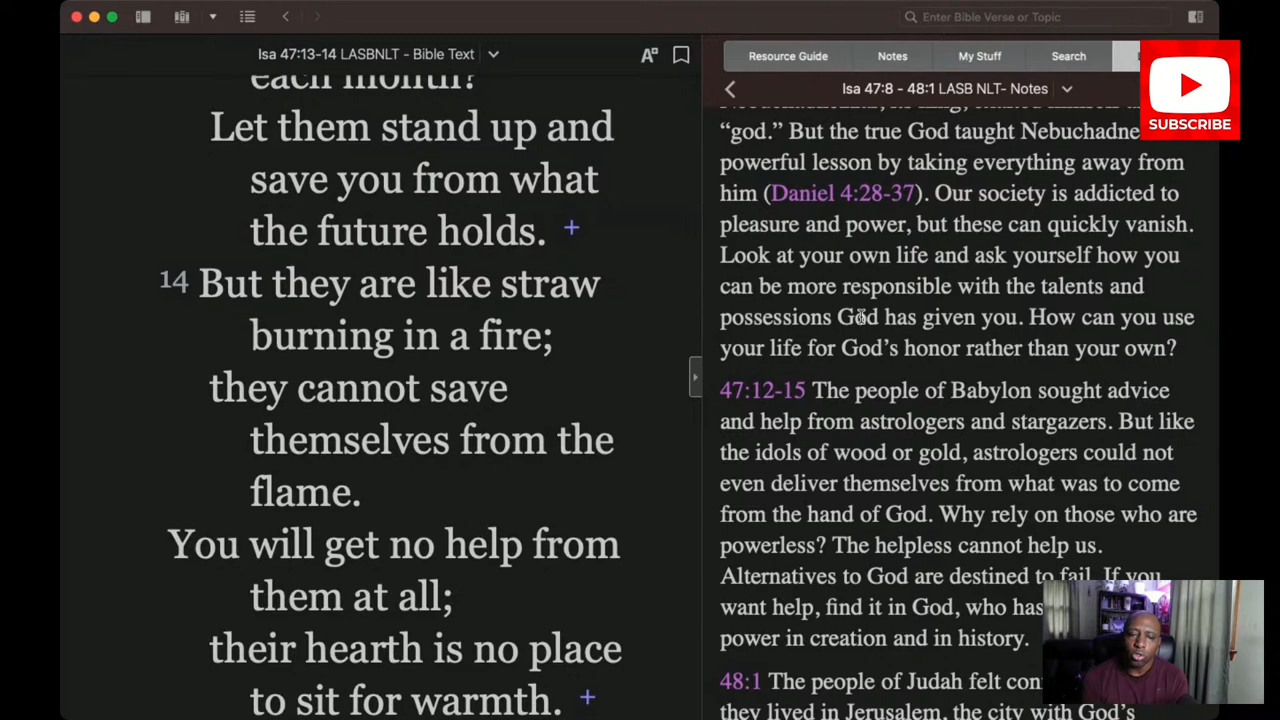 Enter Bible Verse or Topic
Isa 47:13-14 LASBNLT - Bible Text
each month?
Let them stand up and
save you from what
the future holds. +
14 But they are like straw
burning in a fire;
they cannot save
themselves from the
flame.
You will get no help from
them at all;
their hearth is no place
to sit for warmth. +
Resource Guide Notes My Stuff Search
Isa 47:8 - 48:1 LASB NLT- Notes
SUBSCRIBE
“god.” But the true God taught
powerful lesson by taking everything away from
him (Daniel 4:28-37). Our society is addicted to
pleasure and power, but these can quickly vanish.
Look at your own life and ask yourself how you
can be more responsible with the talents and
possessions God has given you. How can you use
your life for God’s honor rather than your own?
47:12-15 The people of Babylon sought advice
and help from astrologers and stargazers. But like
the idols of wood or gold, astrologers could not
even deliver themselves from what was to come
from the hand of God. Why rely on those who are
powerless? The helpless cannot help us.
Alternatives to God are destined to fail. If you
want help, find it in God, who has
power in creation and in history.
48:1 The people of Judah felt
they lived in Jerusalem, the city with God’s